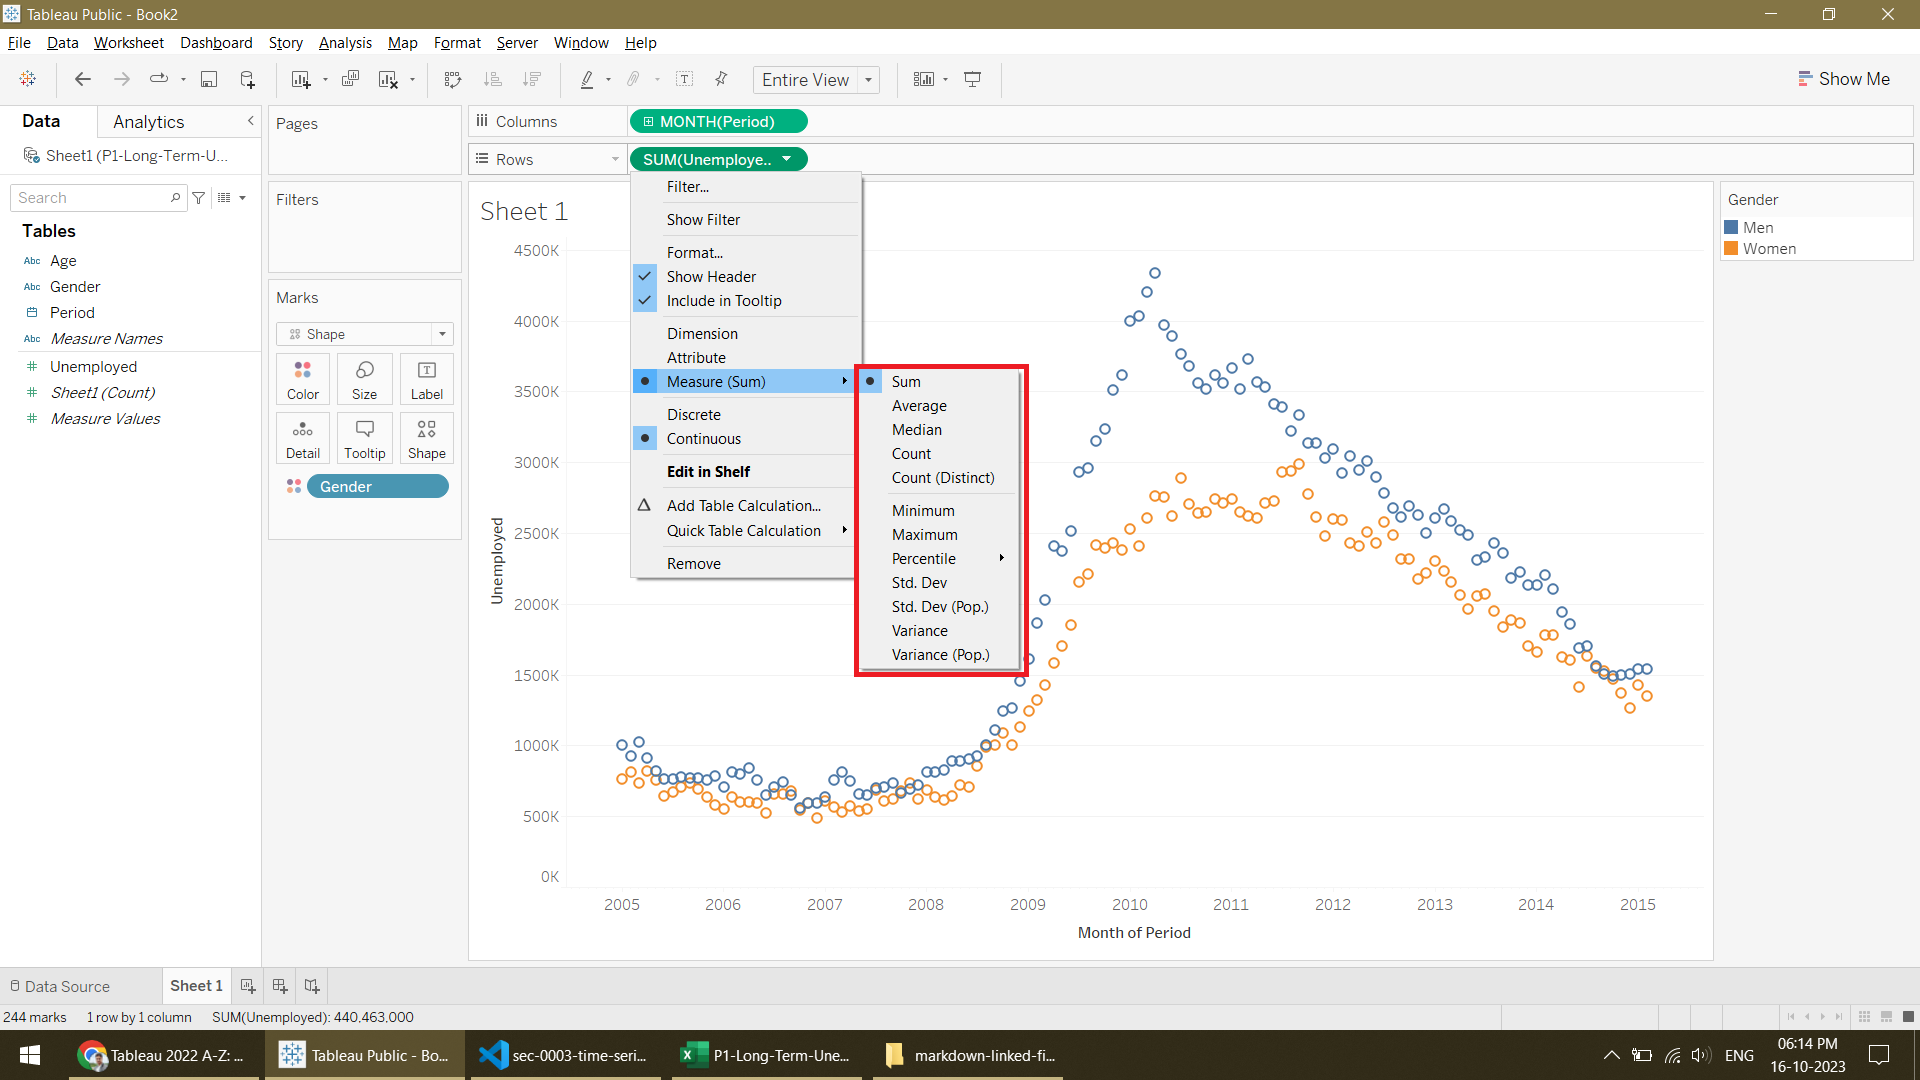 Tableau Public - Book2
File Data Worksheet Dashboard Story Analysis Map Format Server Window Help
Entire View
Show Me
Data Analytics
Sheet1 (P1-Long-Term-U...
Search
Tables
Abc Age
Abc Gender
Period
Abc Measure Names
Unemployed
Sheet1 (Count)
Measure Values
Pages
Filters
Marks
Shape
Color Size Label
Detail Tooltip Shape
Gender
Columns MONTH(Period)
Rows SUM(Unemploye..
Sheet 1
Filter...
Show Filter
Format...
Show Header
Include in Tooltip
Dimension
Attribute
Measure (Sum)
Discrete
Continuous
Edit in Shelf
Add Table Calculation...
Quick Table Calculation
Remove
Sum
Average
Median
Count
Count (Distinct)
Minimum
Maximum
Percentile
Std. Dev
Std. Dev (Pop.)
Variance
Variance (Pop.)
Unemployed
4500K
4000K
3500K
3000K
2500K
2000K
1500K
1000K
500K
0K
2005 2006 2007 2008 2009 2010 2011 2012 2013 2014 2015
Month of Period
Gender
Men
Women
Data Source Sheet 1
244 marks 1 row by 1 column SUM(Unemployed): 440,463,000
Tableau 2022 A-Z: ... Tableau Public - Bo... sec-0003-time-seri... P1-Long-Term-Une... markdown-linked-fi...
ENG
06:14 PM
16-10-2023